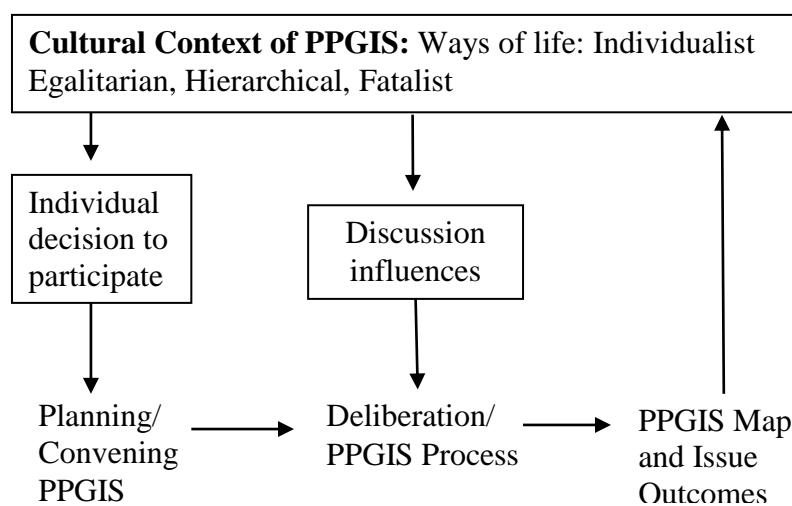 Cultural Context of PPGIS: Ways of life: Individualist
Egalitarian, Hierarchical, Fatalist
Individual
decision to
participate
Discussion
influences
Planning/
Convening
PPGIS
Deliberation/
PPGIS Process
PPGIS Map
and Issue
Outcomes